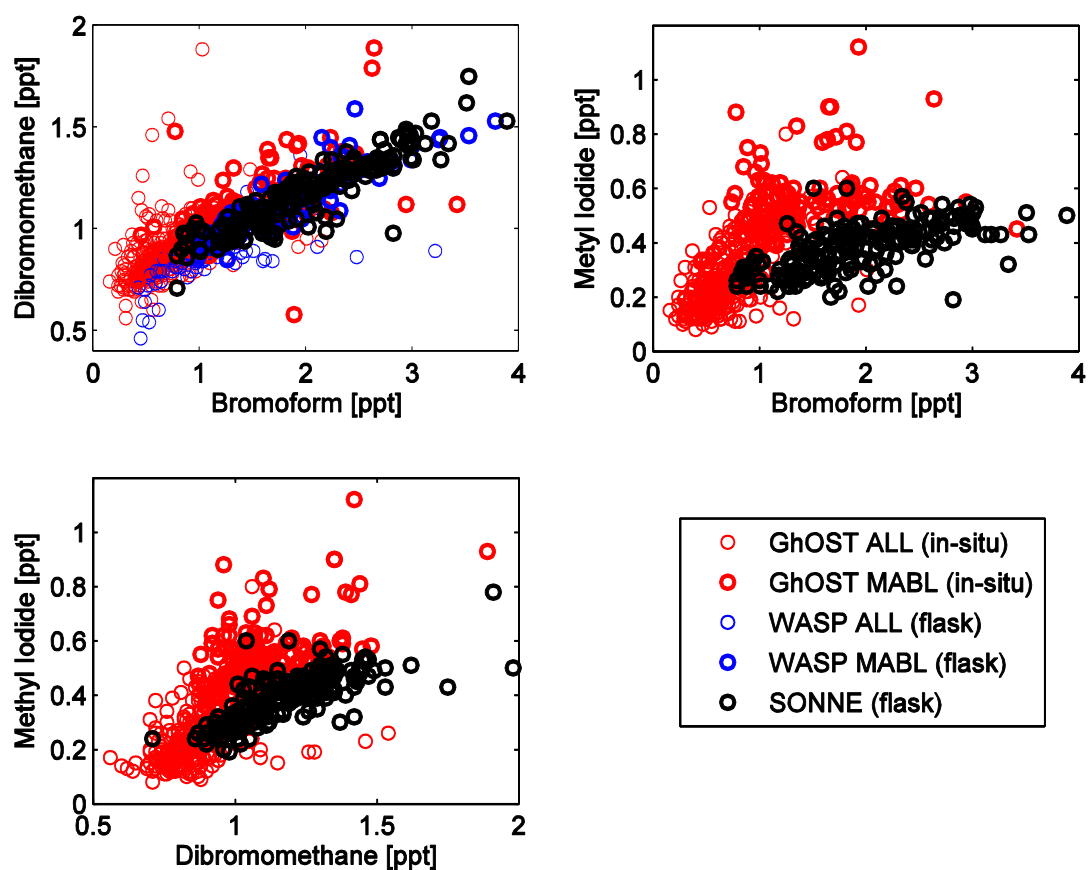 2
1.5
1
0.5
Dibrmomomethane [ppt]
0 1 2 3 4
Bromoform [ppt]
1
0.8
0.6
0.4
0.2
0
Metyl Iodide [ppt]
0 1 2 3 4
Bromoform [ppt]
1
0.8
0.6
0.4
0.2
0
Methyl Iodide [ppt]
0.5 1 1.5 2
Dibromomethane [ppt]
GhOST ALL (in-situ)
GhOST MABL (in-situ)
WASP ALL (flask)
WASP MABL (flask)
SONNE (flask)